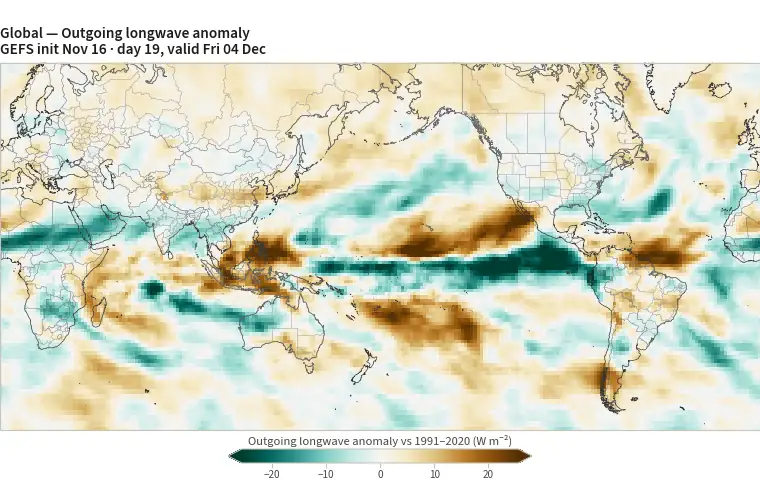 Global — Outgoing longwave anomaly
GEFS init Nov 16 · day 19, valid Fri 04 Dec
Outgoing longwave anomaly vs 1991–2020 (W m⁻²)
−20 −10 0 10 20